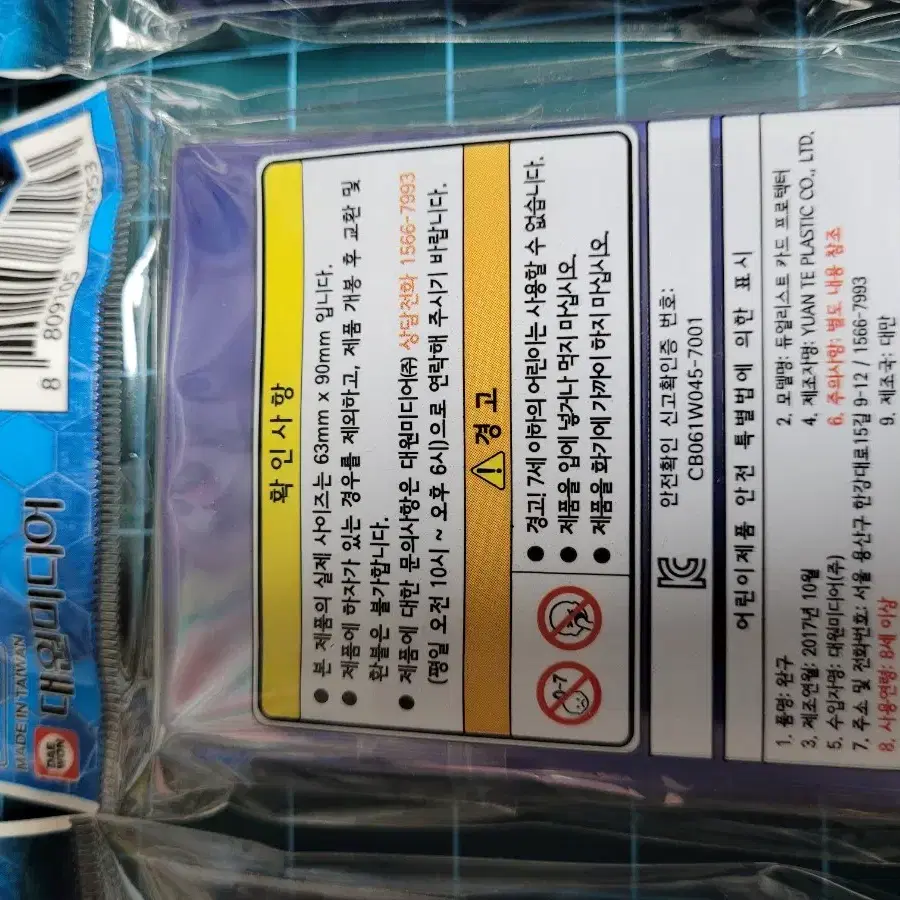 MADE IN TAIWAN
DAE WON
대원미디어
8 809105
확 인 사 항
● 본 제품의 실제 사이즈는 63mm x 90mm 입니다.
● 제품에 하자가 있는 경우를 제외하고, 제품 개봉 후 교환 및
환불은 불가합니다.
● 제품에 대한 문의사항은 대원미디어㈜ 상담전화 1566-7993
(평일 오전 10시 ~ 오후 6시)으로 연락해 주시기 바랍니다.
경 고
0-7
● 경고! 7세 이하의 어린이는 사용할 수 없습니다.
● 제품을 입에 넣거나 먹지 마십시오.
● 제품을 화기에 가까이 하지 마십시오.
안전확인 신고확인증 번호:
CB061W045-7001
어린이제품 안전 특별법에 의한 표시
1. 품명: 완구
2. 모델명: 듀얼리스트 카드 프로텍터
3. 제조연월: 2017년 10월
4. 제조자명: YUAN TE PLASTIC CO., LTD.
5. 수입자명: 대원미디어(주)
6. 주의사항: 별도 내용 참조
7. 주소 및 전화번호: 서울 용산구 한강대로15길 9-12 / 1566-7993
8. 사용연령: 8세 이상
9. 제조국: 대만